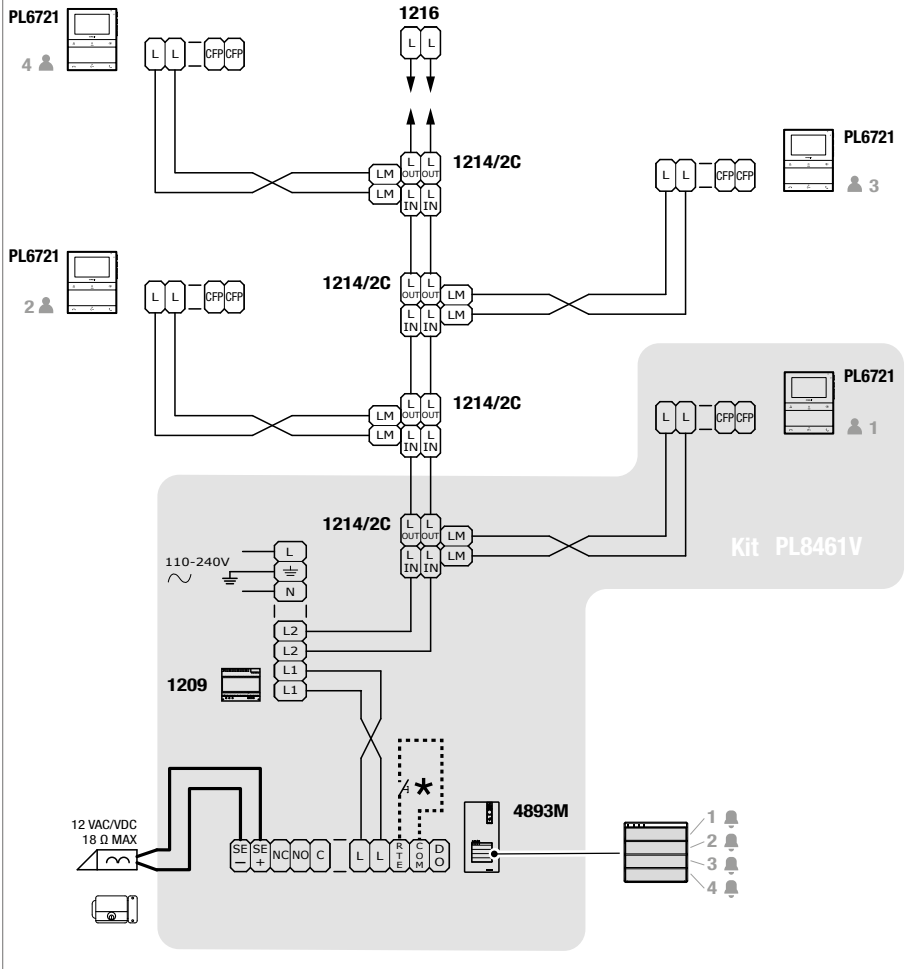 PL6721
4
L L CFP CFP
1216
L L
LM
LM
L OUT L OUT
L IN L IN
1214/2C
PL6721
3
L L CFP CFP
PL6721
2
L L CFP CFP
1214/2C
L OUT L OUT
L IN L IN
LM
LM
LM
LM
L OUT L OUT
L IN L IN
1214/2C
PL6721
1
L L CFP CFP
1214/2C
L OUT L OUT
L IN L IN
LM
LM
Kit PL8461V
110-240V
L
N
L2
L2
L1
L1
1209
*
4893M
12 VAC/VDC
18 Ω MAX
SE – SE + NC NO C L L RTE COM DO
1
2
3
4